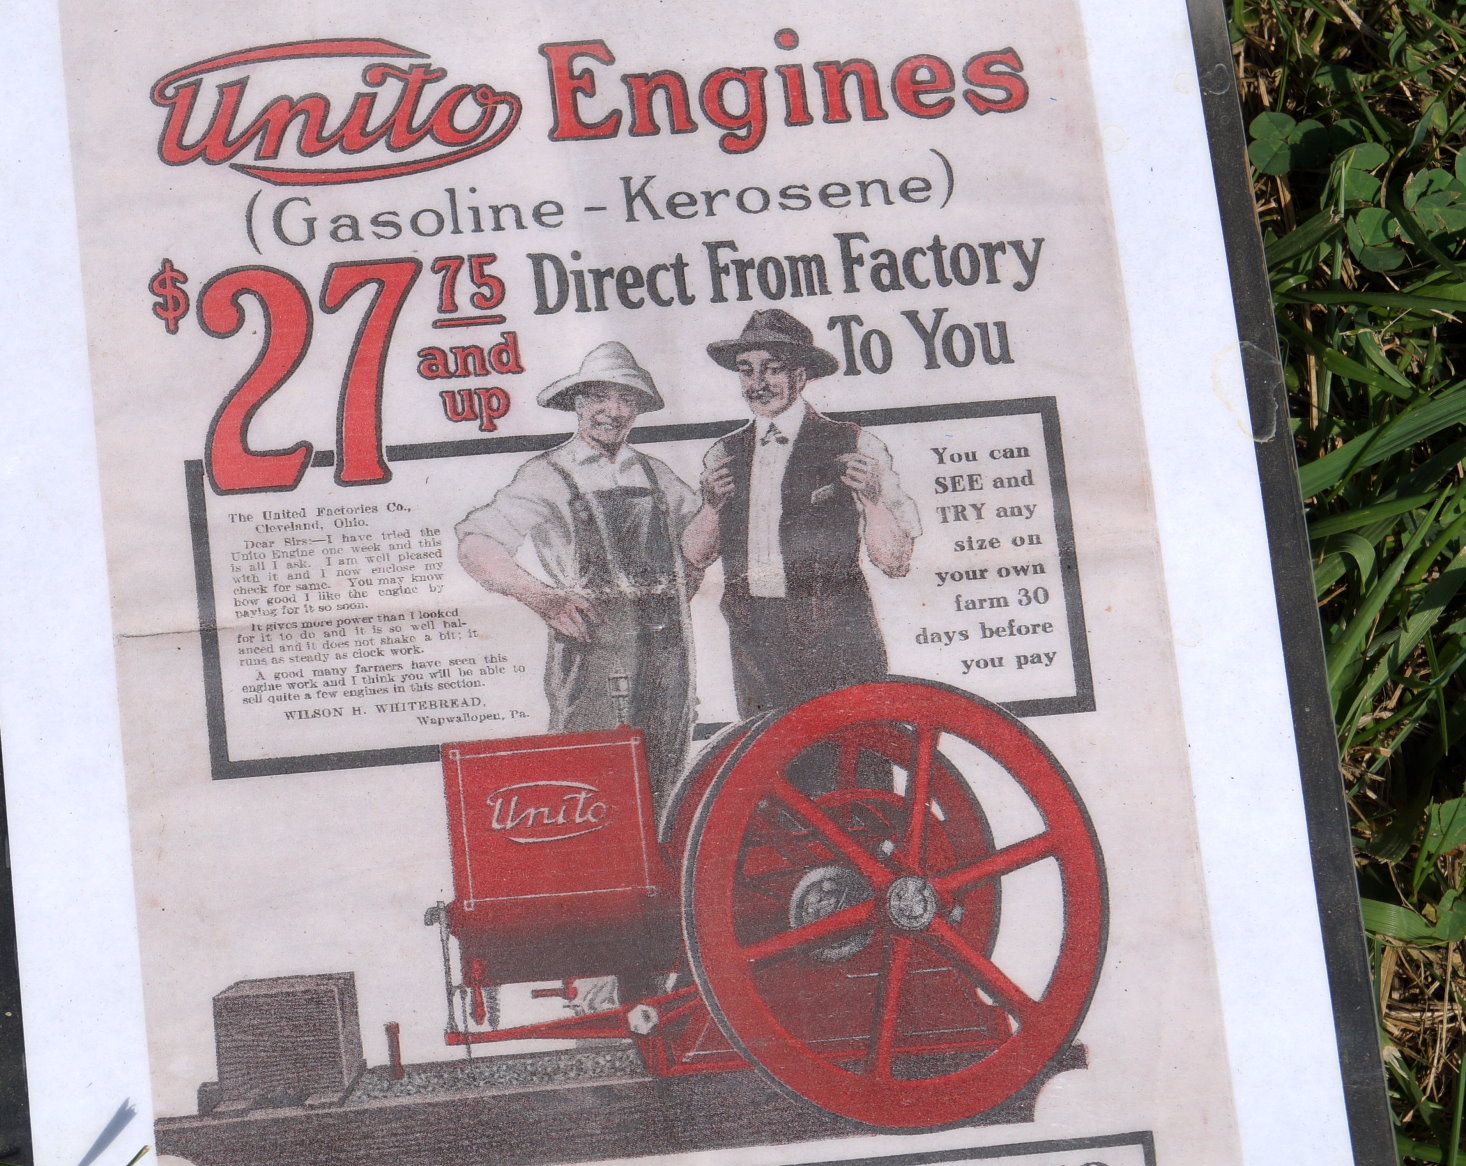 Unito Engines
(Gasoline - Kerosene)
$27 75 and up
Direct From Factory
To You
The United Factories Co.,
Cleveland, Ohio.
Dear Sirs:—I have tried the
Unito Engine one week and this
is all I ask. I am well pleased
with it and I now enclose my
check for same. You may know
how good I like the engine by
paying for it so soon.
It gives more power than I looked
for it to do and it is so well bal-
anced and it does not shake a bit; it
runs as steady as clock work.
A good many farmers have seen this
engine work and I think you will be able to
sell quite a few engines in this section.
WILSON H. WHITEBREAD,
Wapwallopen, Pa.
You can
SEE and
TRY any
size on
your own
farm 30
days before
you pay
Unito